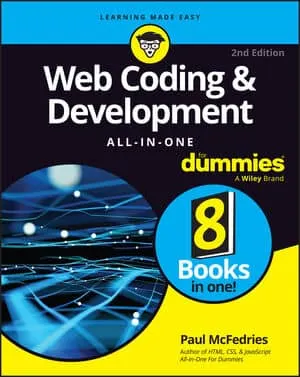 LEARNING MADE EASY
2nd Edition
Web Coding &
Development
ALL-IN-ONE
for
dummies
A Wiley Brand
8
Books
in one!
Paul McFedries
Author of HTML, CSS, & JavaScript
All-in-One For Dummies